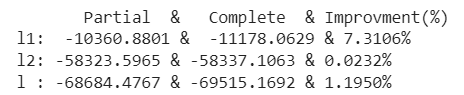 Partial & Complete & Improvment(%)
l1: -10360.8801 & -11178.0629 & 7.3106%
l2: -58323.5965 & -58337.1063 & 0.0232%
l : -68684.4767 & -69515.1692 & 1.1950%